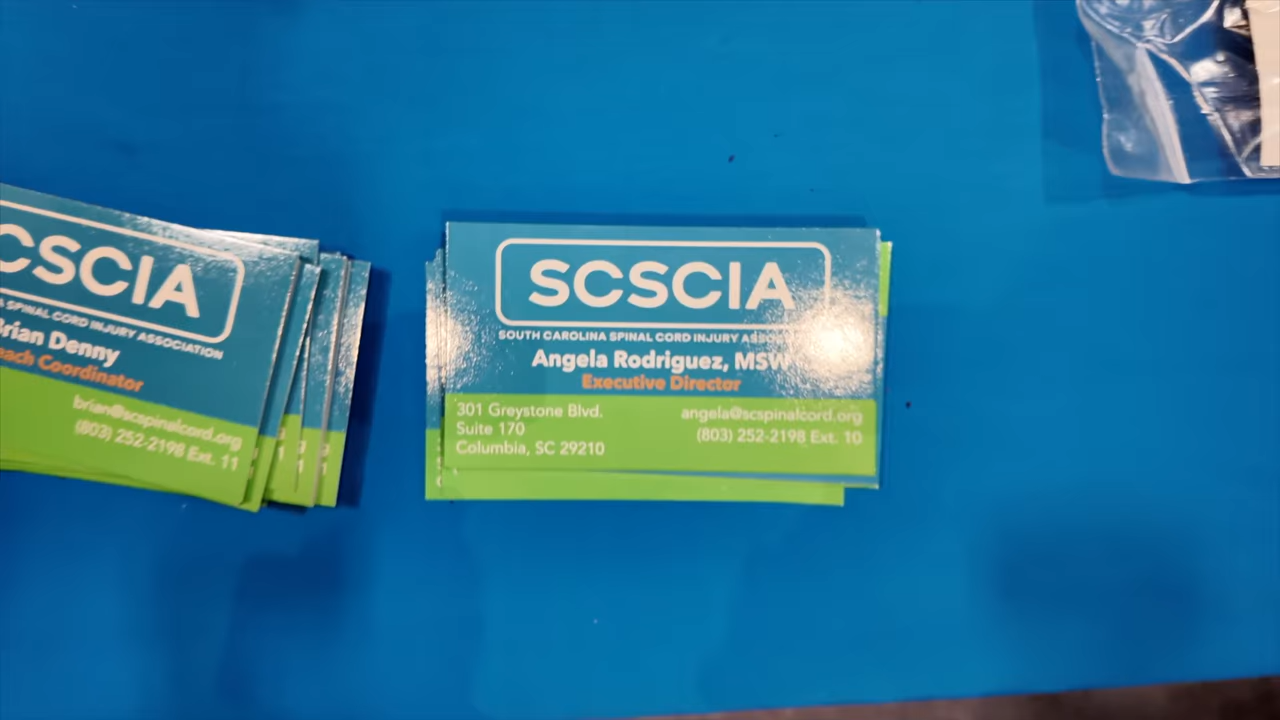 CSCIA
SPINAL CORD INJURY ASSOCIATION
Brian Denny
Coordinator
brian@scspinalcord.org
(803) 252-2198 Ext. 11
SCSCIA
SOUTH CAROLINA SPINAL CORD INJURY
Angela Rodriguez, MSW
Executive Director
301 Greystone Blvd.
Suite 170
Columbia, SC 29210
angela@scspinalcord.org
(803) 252-2198 Ext. 10